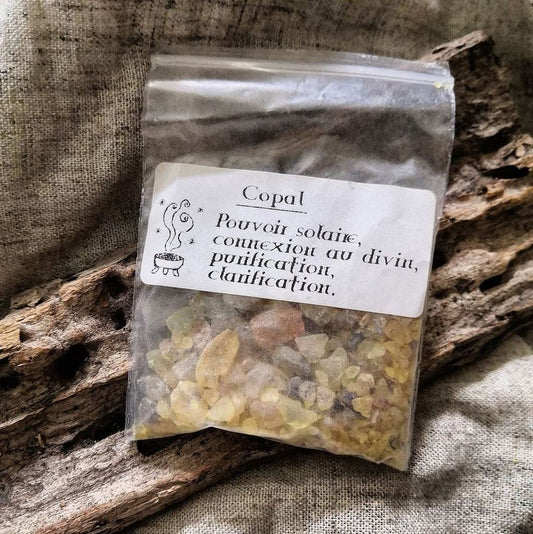 Copal
Pouvoir solaire,
connexion au divin,
purification,
clarification.